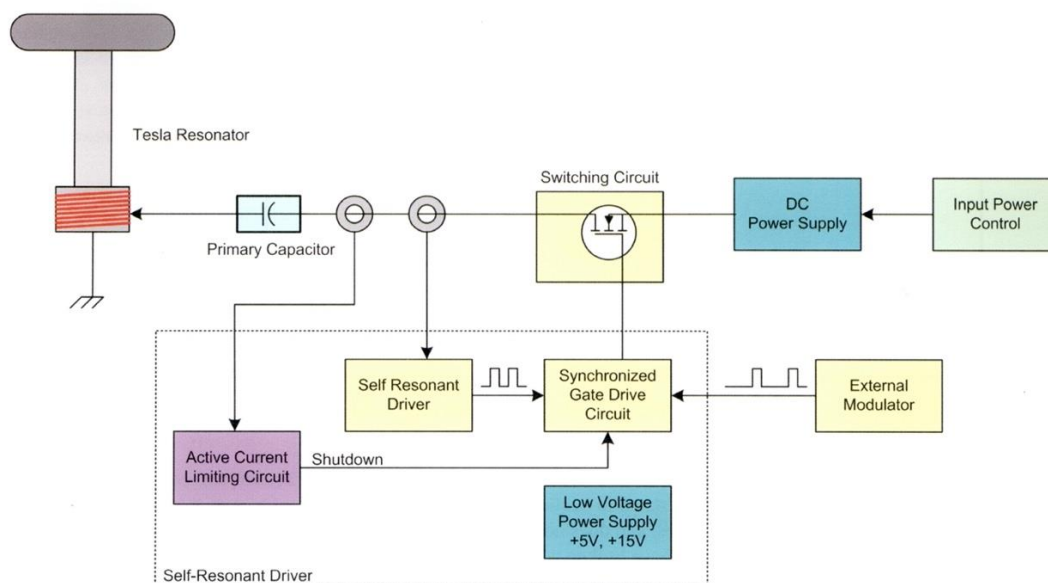 Tesla Resonator
Switching Circuit
DC
Power Supply
Input Power
Control
Primary Capacitor
Self Resonant
Driver
Synchronized
Gate Drive
Circuit
External
Modulator
Active Current
Limiting Circuit
Shutdown
Low Voltage
Power Supply
+5V, +15V
Self-Resonant Driver